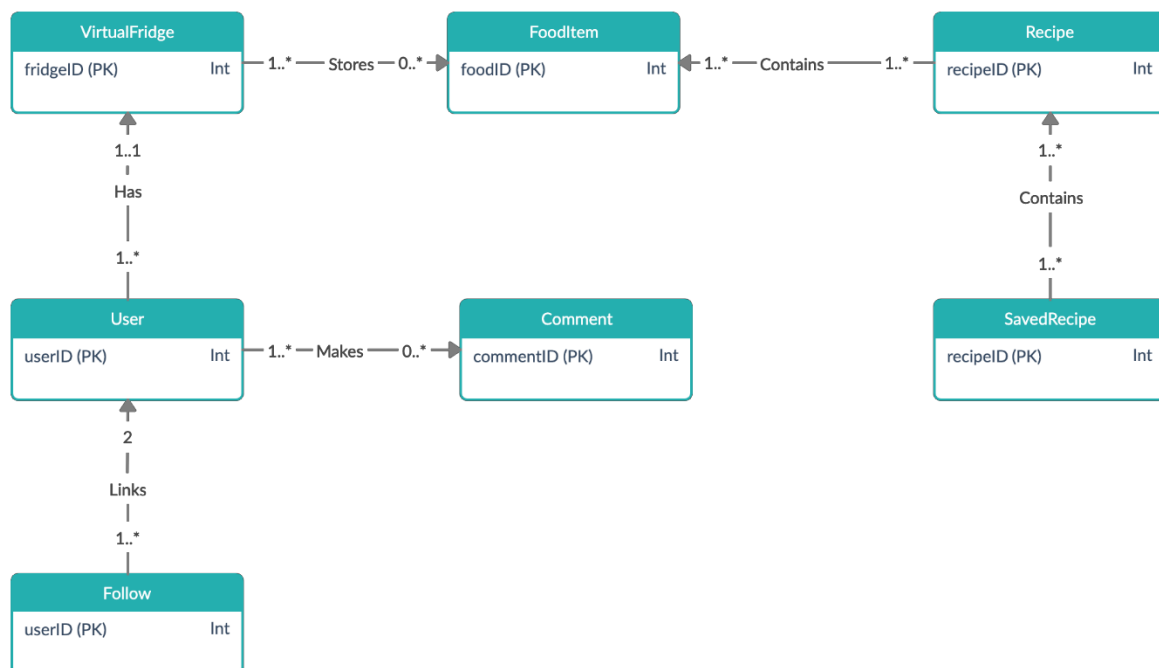 VirtualFridge
fridgeID (PK) Int
1..* Stores 0..*
FoodItem
foodID (PK) Int
1..* Contains 1..*
Recipe
recipeID (PK) Int
1..1
Has
1..*
1..*
Contains
1..*
User
userID (PK) Int
1..* Makes 0..*
Comment
commentID (PK) Int
SavedRecipe
recipeID (PK) Int
2
Links
1..*
Follow
userID (PK) Int